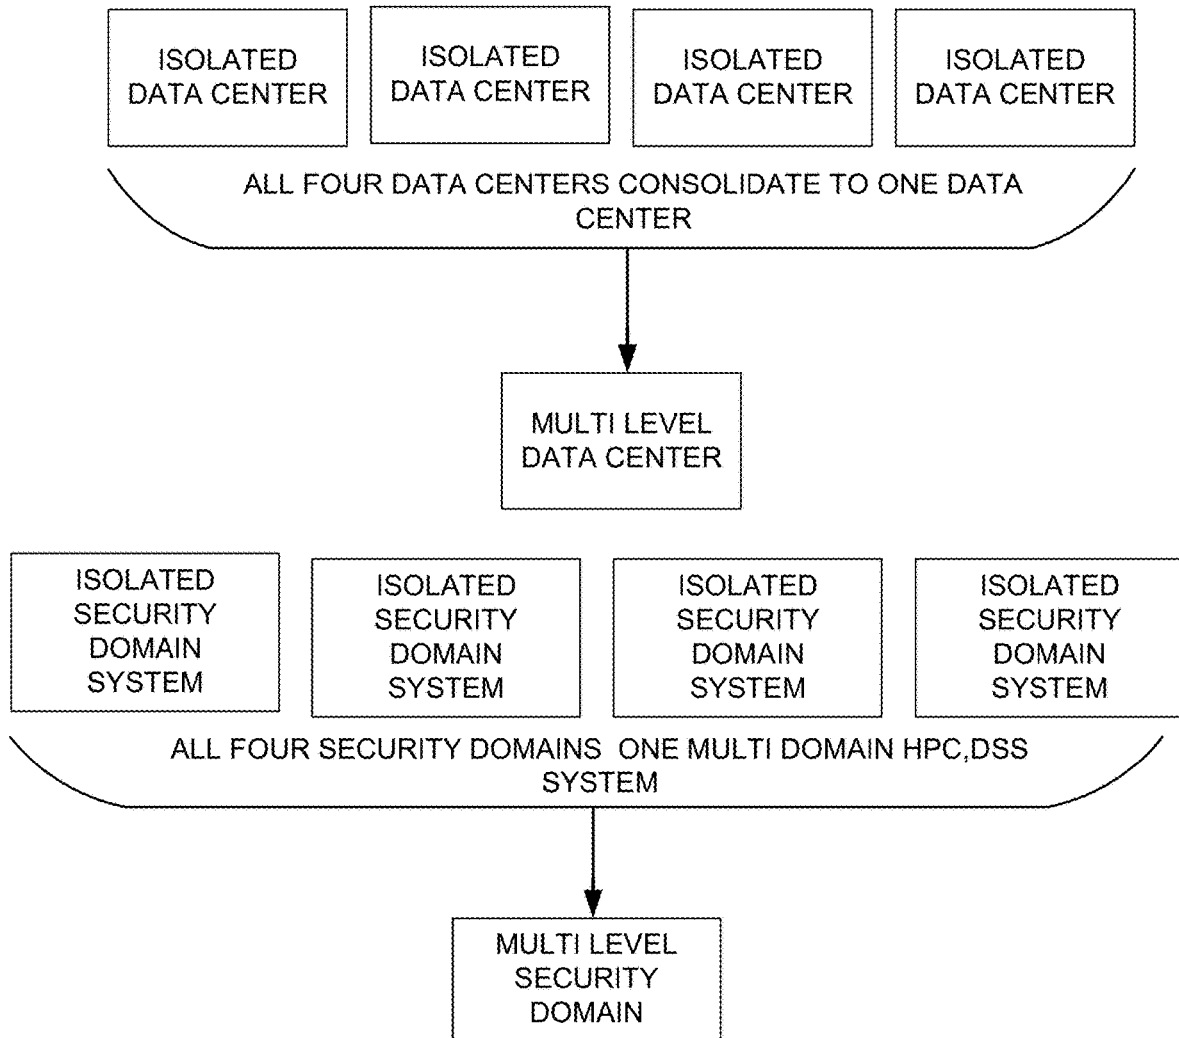 ISOLATED
DATA CENTER
ISOLATED
DATA CENTER
ISOLATED
DATA CENTER
ISOLATED
DATA CENTER
ALL FOUR DATA CENTERS CONSOLIDATE TO ONE DATA
CENTER
MULTI LEVEL
DATA CENTER
ISOLATED
SECURITY
DOMAIN
SYSTEM
ISOLATED
SECURITY
DOMAIN
SYSTEM
ISOLATED
SECURITY
DOMAIN
SYSTEM
ISOLATED
SECURITY
DOMAIN
SYSTEM
ALL FOUR SECURITY DOMAINS ONE MULTI DOMAIN HPC,DSS
SYSTEM
MULTI LEVEL
SECURITY
DOMAIN